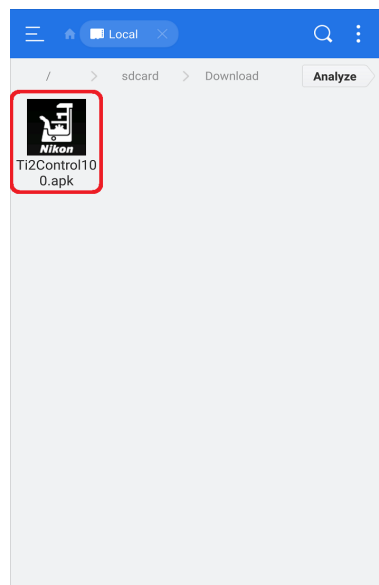 Local
/ > sdcard > Download Analyze
Nikon
Ti2Control10
0.apk